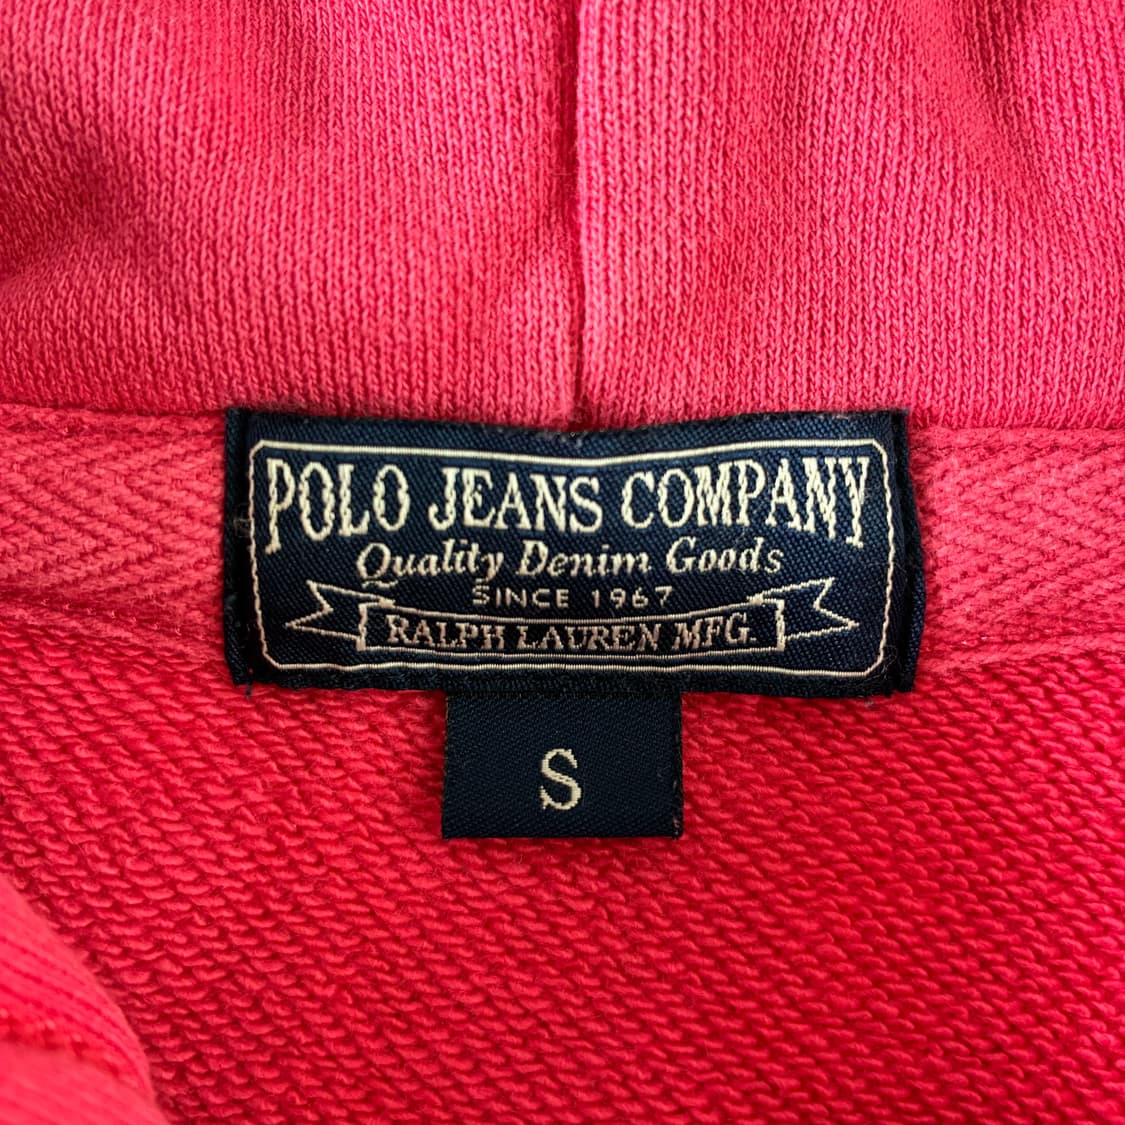 POLO JEANS COMPANY
Quality Denim Goods
SINCE 1967
RALPH LAUREN MFG.
S